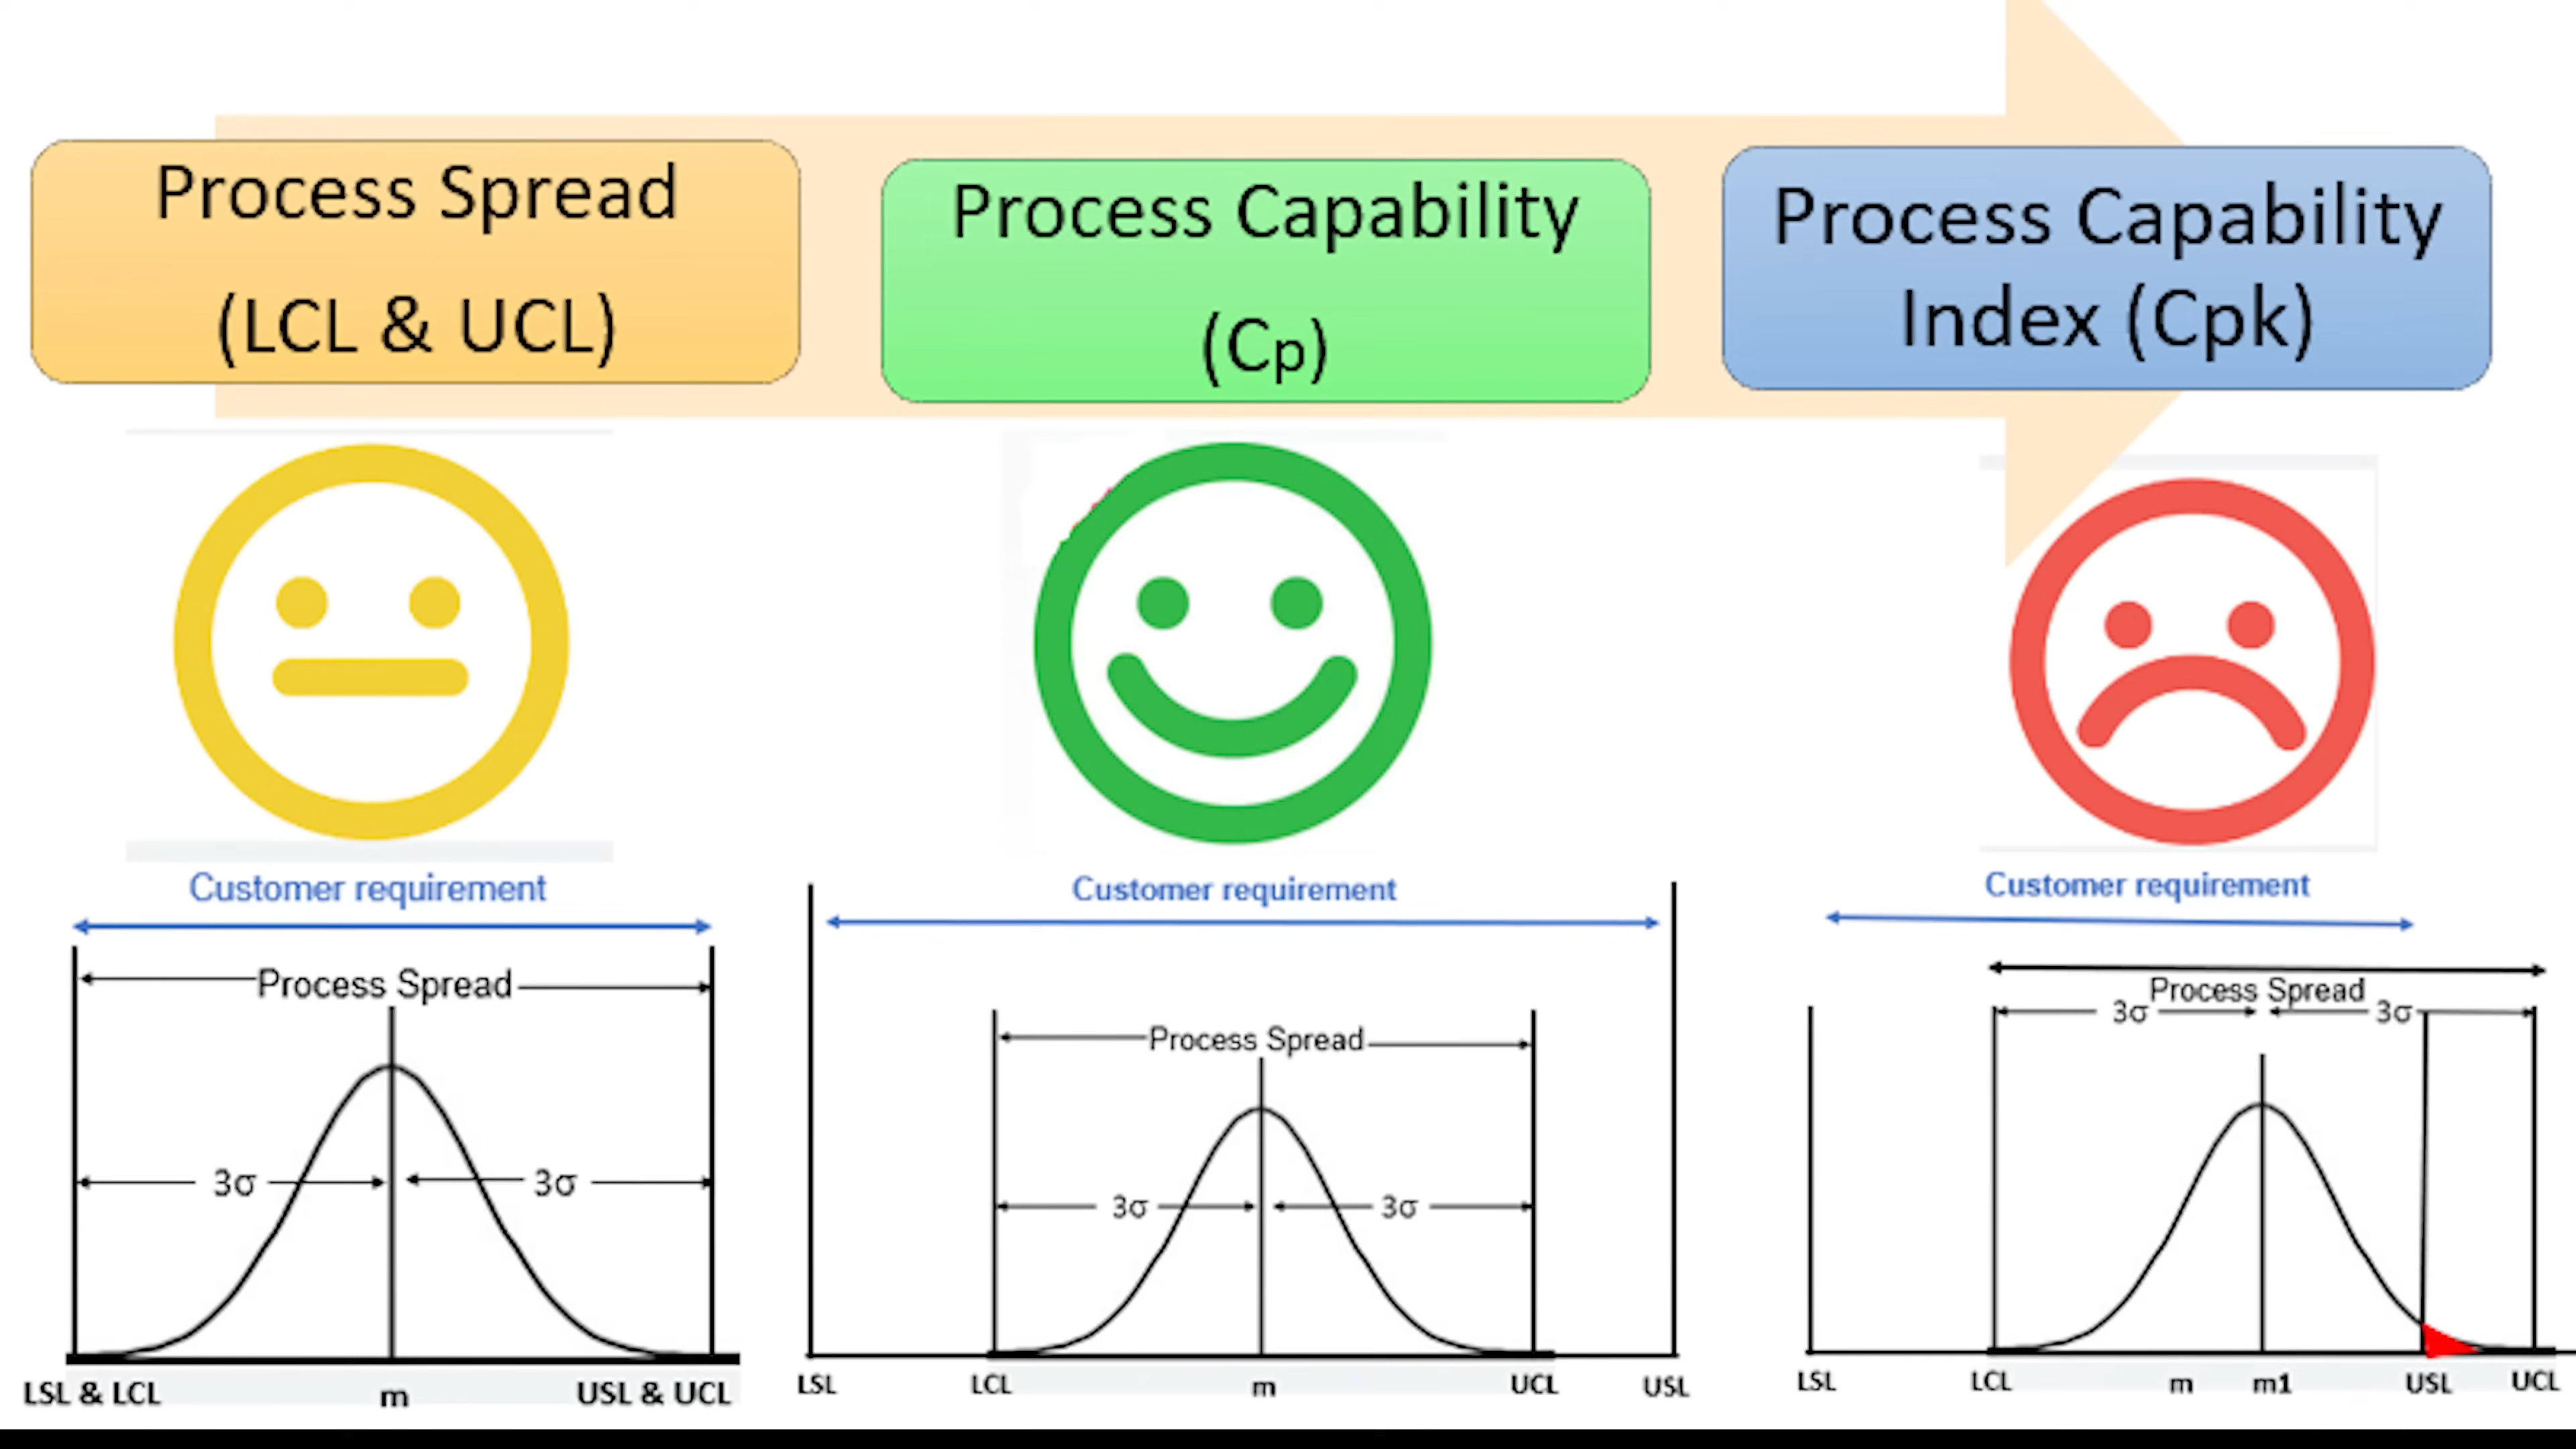 Process Spread
(LCL & UCL)
Process Capability
(Cp)
Process Capability
Index (Cpk)
Customer requirement
Process Spread
3σ 3σ
LSL & LCL m USL & UCL
Customer requirement
Process Spread
3σ 3σ
LSL LCL m UCL USL
Customer requirement
Process Spread
3σ 3σ
LSL LCL m m1 USL UCL